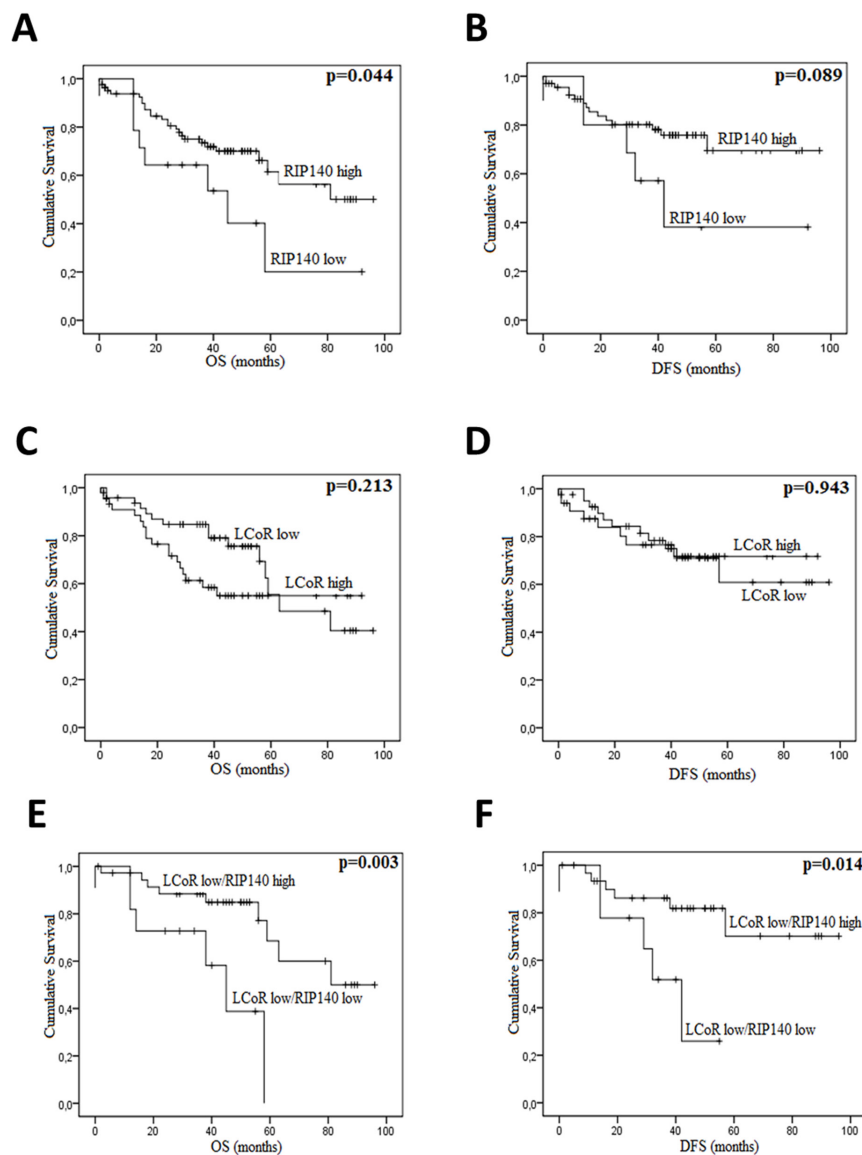 A
p=0.044
1,0
0,8
0,6
0,4
0,2
0,0
Cumulative Survival
RIP140 high
RIP140 low
0 20 40 60 80 100
OS (months)
B
p=0.089
1,0
0,8
0,6
0,4
0,2
0,0
Cumulative Survival
RIP140 high
RIP140 low
0 20 40 60 80 100
DFS (months)
C
p=0.213
1,0
0,8
0,6
0,4
0,2
0,0
Cumulative Survival
LCoR low
LCoR high
0 20 40 60 80 100
OS (months)
D
p=0.943
1,0
0,8
0,6
0,4
0,2
0,0
Cumulative Survival
LCoR high
LCoR low
0 20 40 60 80 100
DFS (months)
E
p=0.003
1,0
0,8
0,6
0,4
0,2
0,0
Cumulative Survival
LCoR low/RIP140 high
LCoR low/RIP140 low
0 20 40 60 80 100
OS (months)
F
p=0.014
1,0
0,8
0,6
0,4
0,2
0,0
Cumulative Survival
LCoR low/RIP140 high
LCoR low/RIP140 low
0 20 40 60 80 100
DFS (months)